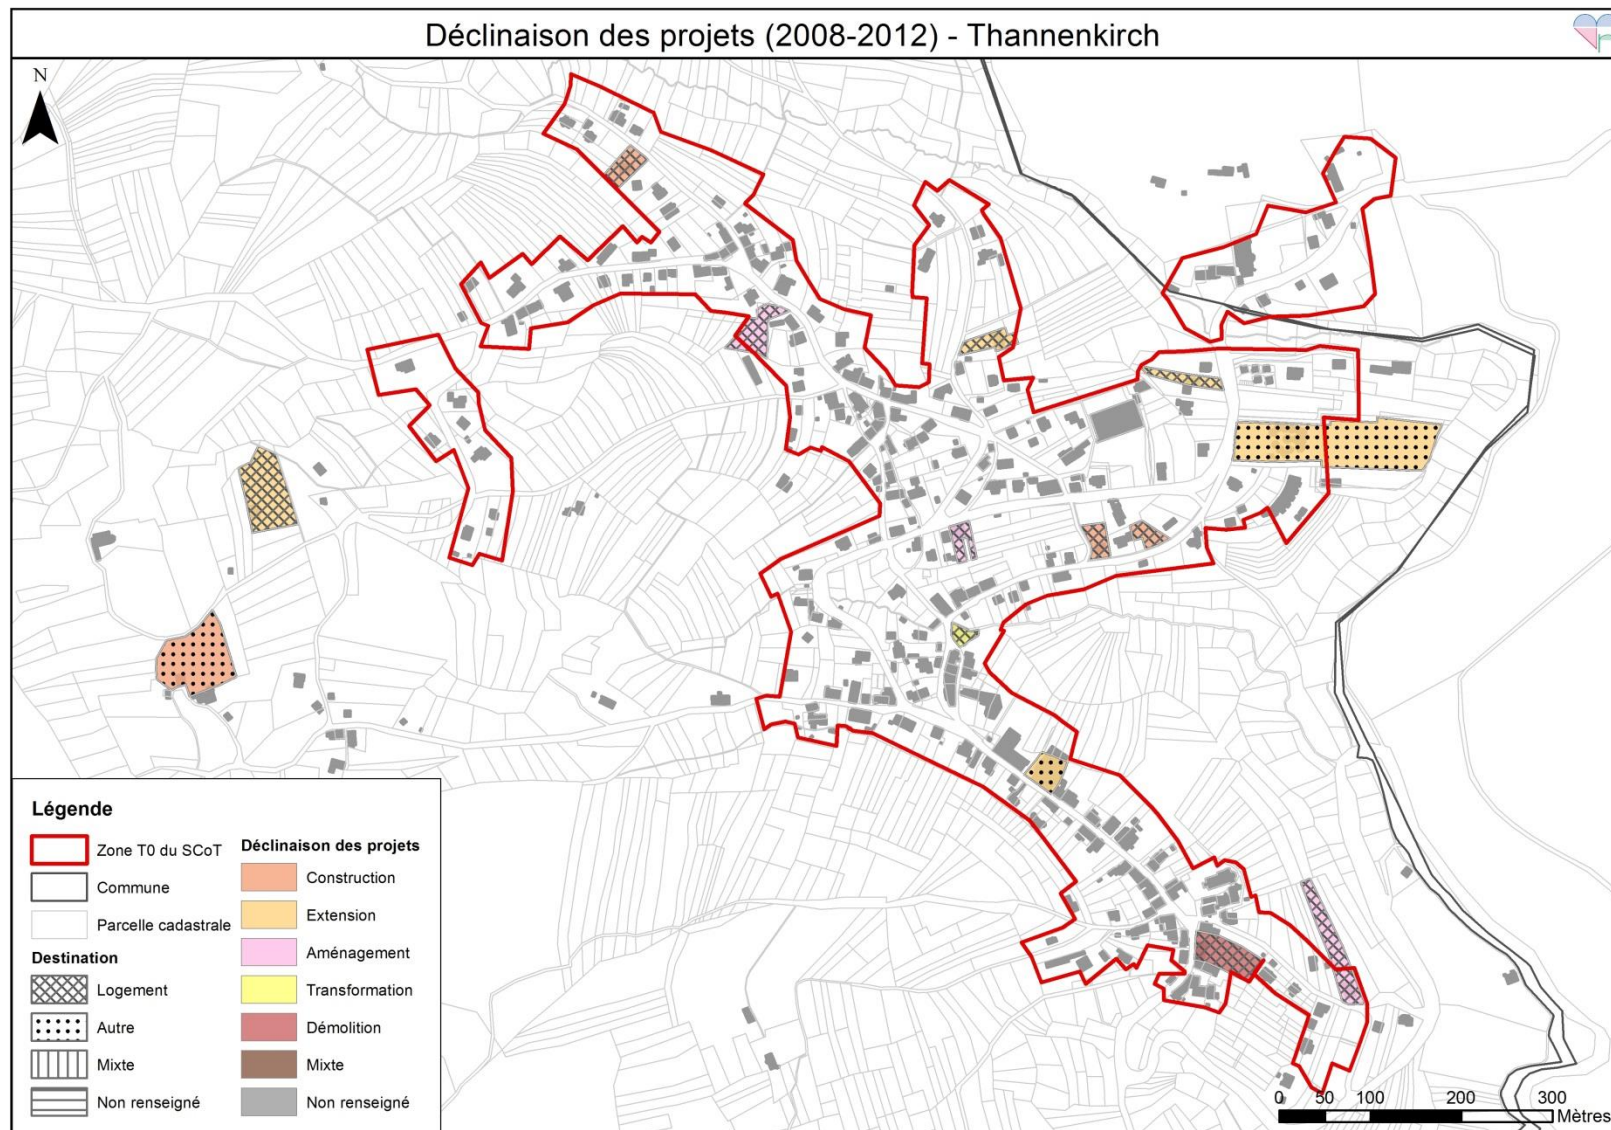 Déclinaison des projets (2008-2012) - Thannenkirch
N
Légende
Zone T0 du SCoT
Commune
Parcelle cadastrale
Destination
Logement
Autre
Mixte
Non renseigné
Déclinaison des projets
Construction
Extension
Aménagement
Transformation
Démolition
Mixte
Non renseigné
0 50 100 200 300
Mètres